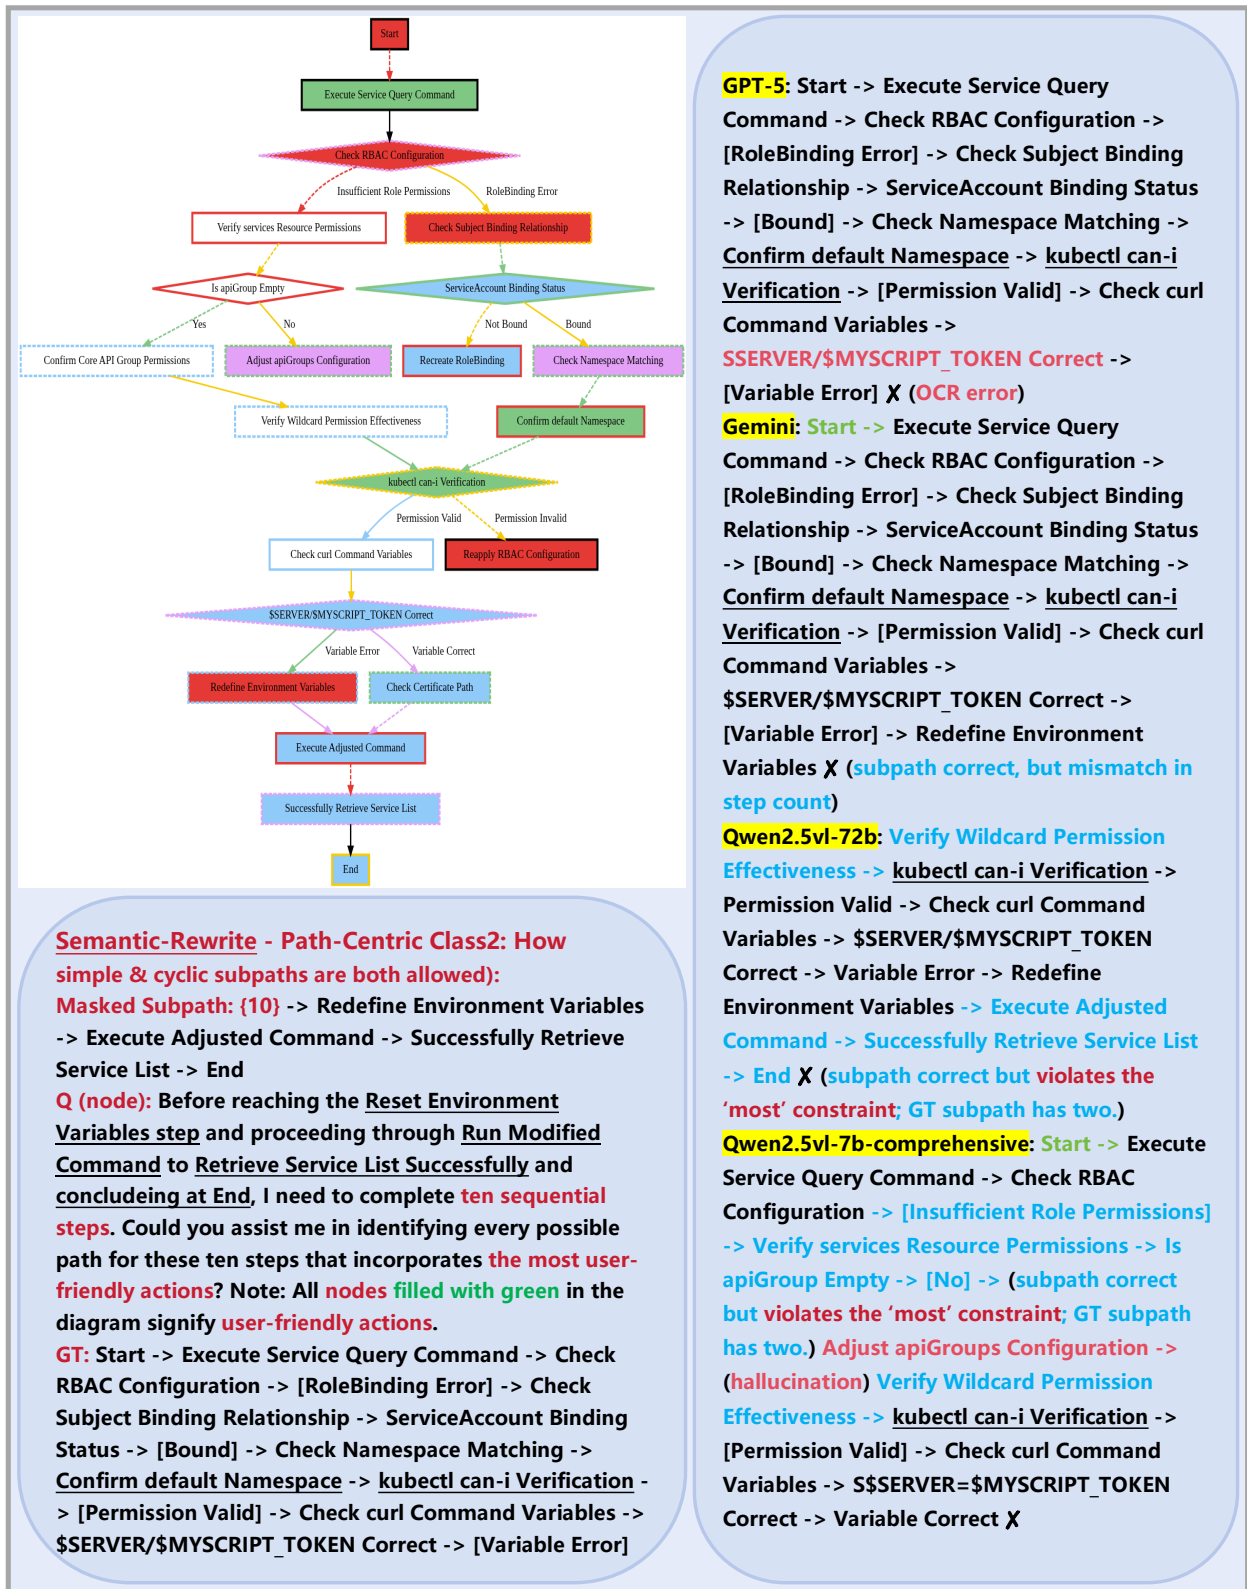 Start
Execute Service Query Command
Check RBAC Configuration
Insufficient Role Permissions
RoleBinding Error
Verify services Resource Permissions
Check Subject Binding Relationship
Is apiGroup Empty
ServiceAccount Binding Status
Yes
No
Not Bound
Bound
Confirm Core API Group Permissions
Adjust apiGroups Configuration
Recreate RoleBinding
Check Namespace Matching
Verify Wildcard Permission Effectiveness
Confirm default Namespace
kubectl can-i Verification
Permission Valid
Permission Invalid
Check curl Command Variables
Reapply RBAC Configuration
$SERVER/$MYSCRIPT_TOKEN Correct
Variable Error
Variable Correct
Redefine Environment Variables
Check Certificate Path
Execute Adjusted Command
Successfully Retrieve Service List
End
Semantic-Rewrite - Path-Centric Class2: How
simple & cyclic subpaths are both allowed):
Masked Subpath: {10} -> Redefine Environment Variables
-> Execute Adjusted Command -> Successfully Retrieve
Service List -> End
Q (node): Before reaching the Reset Environment
Variables step and proceeding through Run Modified
Command to Retrieve Service List Successfully and
concludeing at End, I need to complete ten sequential
steps. Could you assist me in identifying every possible
path for these ten steps that incorporates the most user-
friendly actions? Note: All nodes filled with green in the
diagram signify user-friendly actions.
GT: Start -> Execute Service Query Command -> Check
RBAC Configuration -> [RoleBinding Error] -> Check
Subject Binding Relationship -> ServiceAccount Binding
Status -> [Bound] -> Check Namespace Matching ->
Confirm default Namespace -> kubectl can-i Verification -
> [Permission Valid] -> Check curl Command Variables ->
$SERVER/$MYSCRIPT_TOKEN Correct -> [Variable Error]
GPT-5: Start -> Execute Service Query
Command -> Check RBAC Configuration ->
[RoleBinding Error] -> Check Subject Binding
Relationship -> ServiceAccount Binding Status
-> [Bound] -> Check Namespace Matching ->
Confirm default Namespace -> kubectl can-i
Verification -> [Permission Valid] -> Check curl
Command Variables ->
SSERVER/$MYSCRIPT_TOKEN Correct ->
[Variable Error] ✗ (OCR error)
Gemini: Start -> Execute Service Query
Command -> Check RBAC Configuration ->
[RoleBinding Error] -> Check Subject Binding
Relationship -> ServiceAccount Binding Status
-> [Bound] -> Check Namespace Matching ->
Confirm default Namespace -> kubectl can-i
Verification -> [Permission Valid] -> Check curl
Command Variables ->
$SERVER/$MYSCRIPT_TOKEN Correct ->
[Variable Error] -> Redefine Environment
Variables ✗ (subpath correct, but mismatch in
step count)
Qwen2.5vl-72b: Verify Wildcard Permission
Effectiveness -> kubectl can-i Verification ->
Permission Valid -> Check curl Command
Variables -> $SERVER/$MYSCRIPT_TOKEN
Correct -> Variable Error -> Redefine
Environment Variables -> Execute Adjusted
Command -> Successfully Retrieve Service List
-> End ✗ (subpath correct but violates the
‘most’ constraint; GT subpath has two.)
Qwen2.5vl-7b-comprehensive: Start -> Execute
Service Query Command -> Check RBAC
Configuration -> [Insufficient Role Permissions]
-> Verify services Resource Permissions -> Is
apiGroup Empty -> [No] -> (subpath correct
but violates the ‘most’ constraint; GT subpath
has two.) Adjust apiGroups Configuration ->
(hallucination) Verify Wildcard Permission
Effectiveness -> kubectl can-i Verification ->
[Permission Valid] -> Check curl Command
Variables -> S$SERVER=$MYSCRIPT_TOKEN
Correct -> Variable Correct ✗